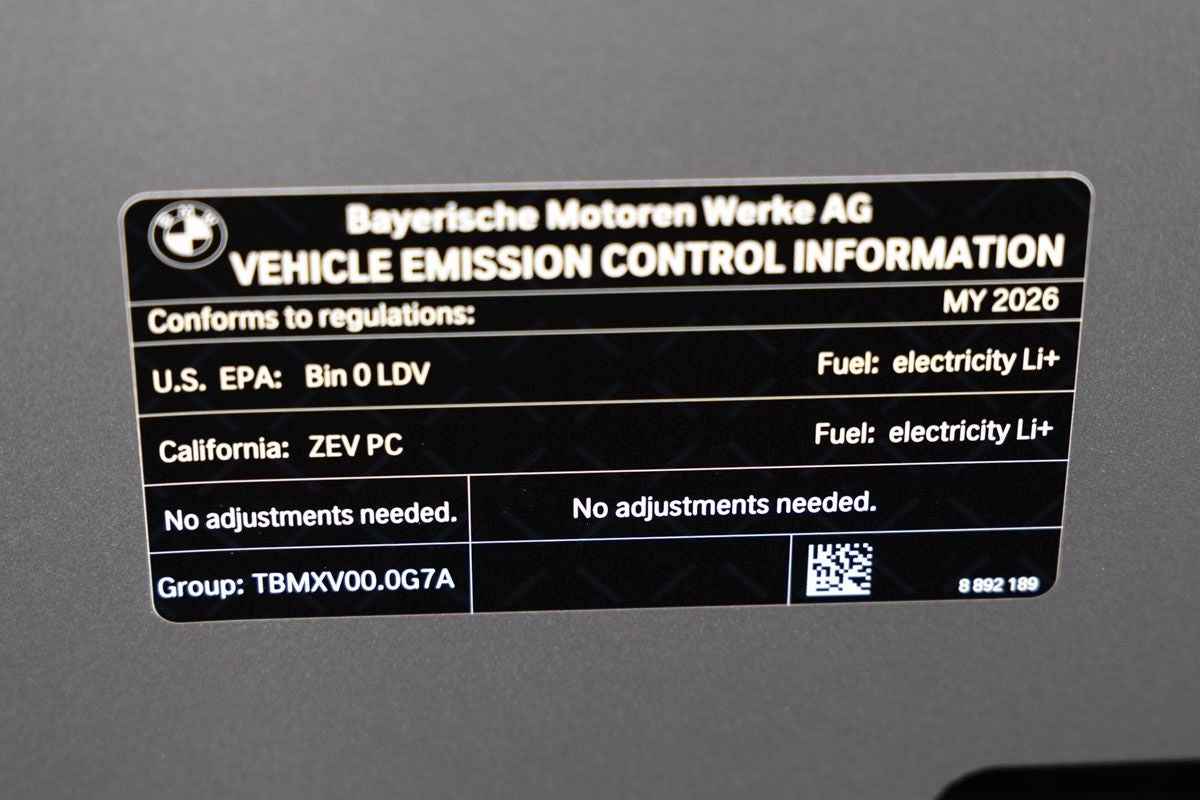 BMW
Bayerische Motoren Werke AG
VEHICLE EMISSION CONTROL INFORMATION
Conforms to regulations: MY 2026
U.S. EPA: Bin 0 LDV Fuel: electricity Li+
California: ZEV PC Fuel: electricity Li+
No adjustments needed. No adjustments needed.
Group: TBMXV00.0G7A 8 892 189